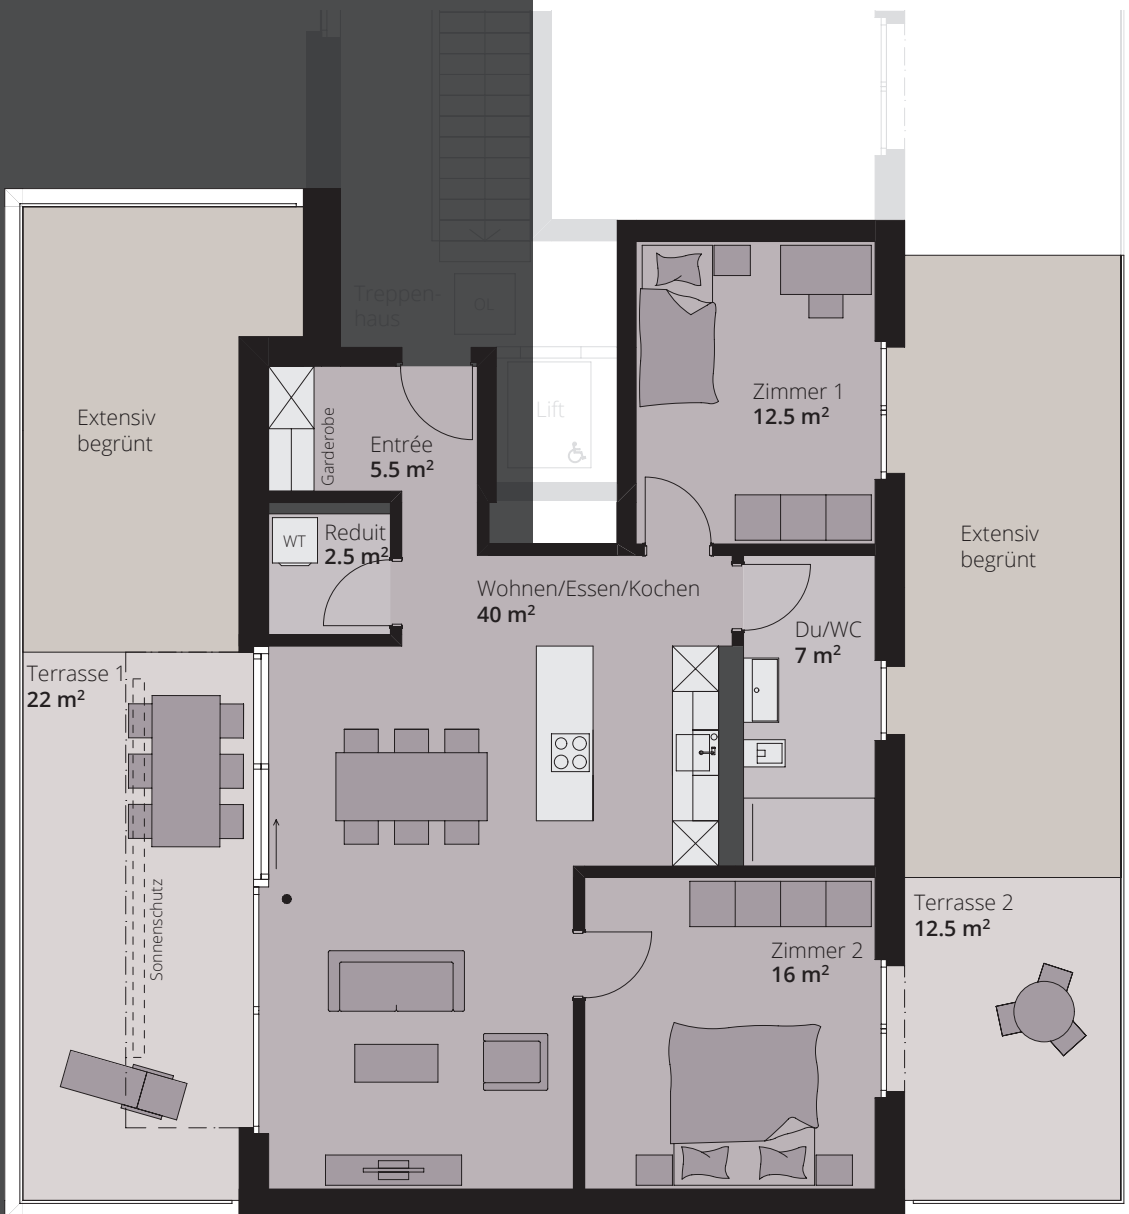 Treppen-
haus
OL
Lift
Zimmer 1
12.5 m²
Extensiv
begrünt
Garderobe
Entrée
5.5 m²
WT
Reduit
2.5 m²
Extensiv
begrünt
Wohnen/Essen/Kochen
40 m²
Du/WC
7 m²
Terrasse 1
22 m²
Sonnenschutz
Zimmer 2
16 m²
Terrasse 2
12.5 m²